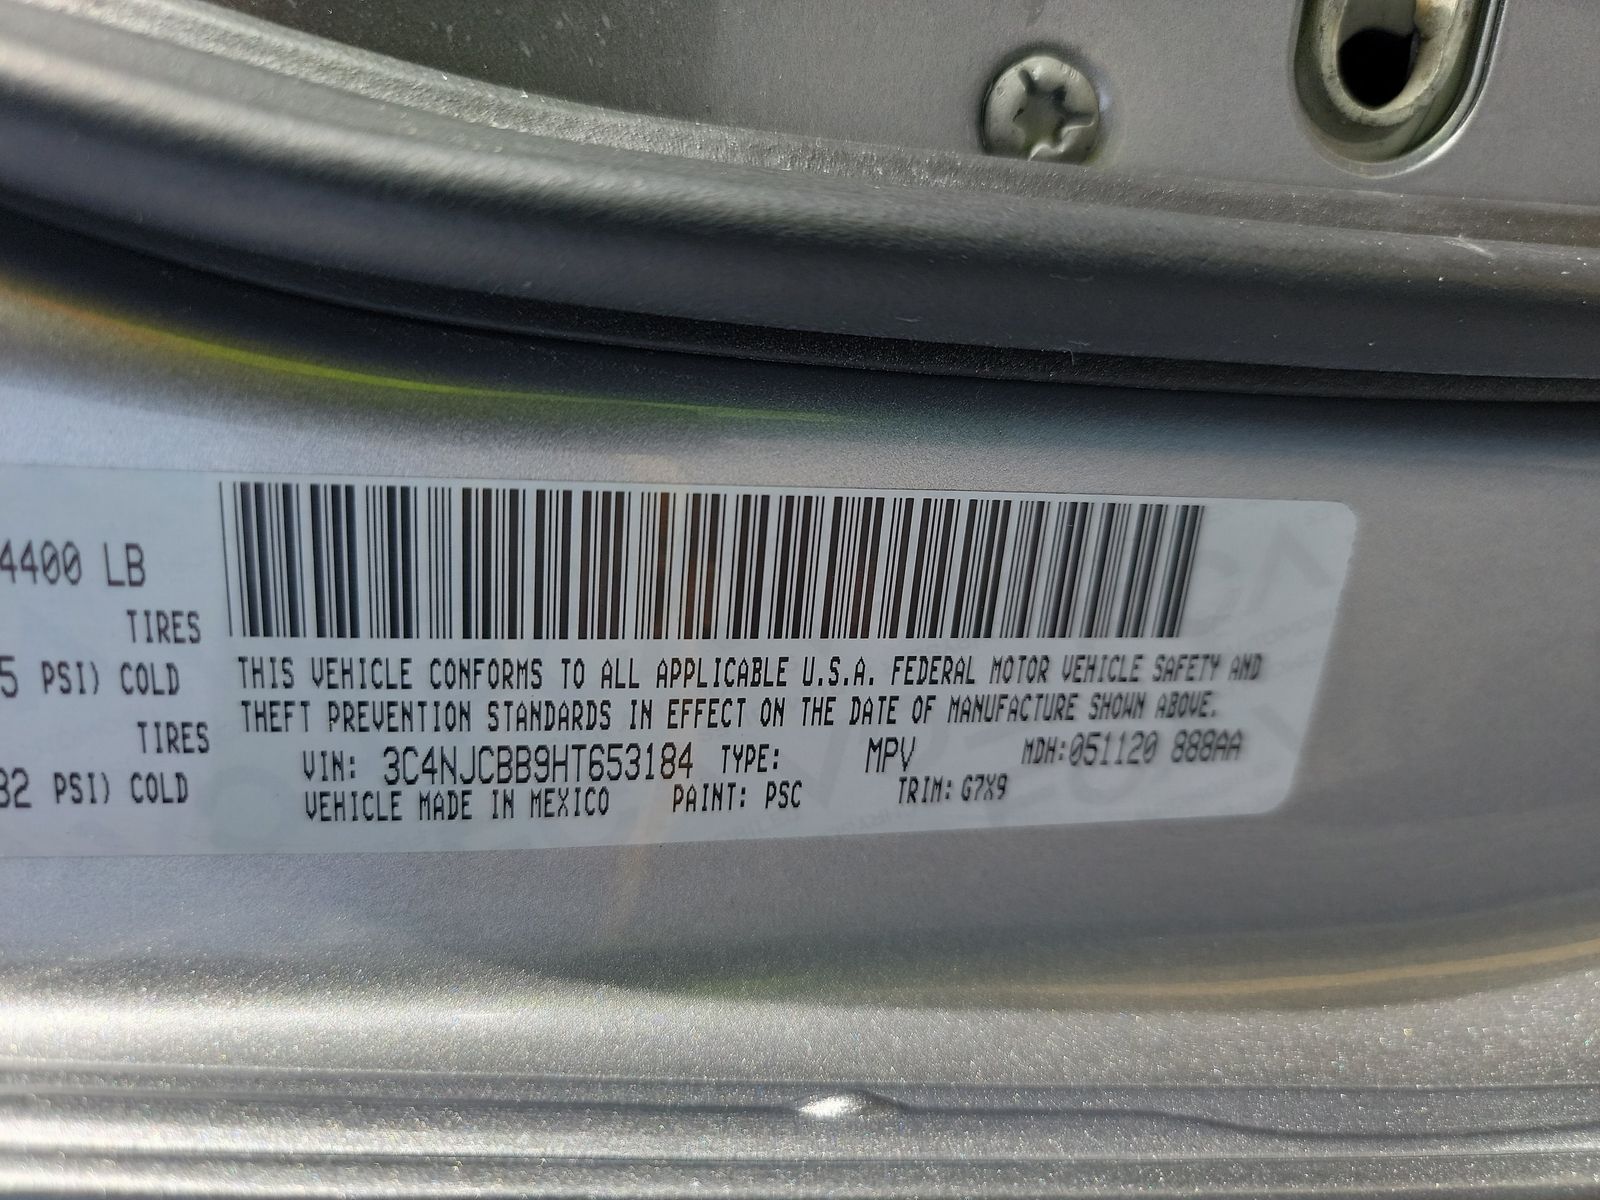 4400 LB
TIRES
5 PSI) COLD
TIRES
32 PSI) COLD
THIS VEHICLE CONFORMS TO ALL APPLICABLE U.S.A. FEDERAL MOTOR VEHICLE SAFETY AND
THEFT PREVENTION STANDARDS IN EFFECT ON THE DATE OF MANUFACTURE SHOWN ABOVE.
VIN: 3C4NJCBB9HT653184 TYPE: MPV MDH:051120 888AA
VEHICLE MADE IN MEXICO PAINT: PSC TRIM: G7X9